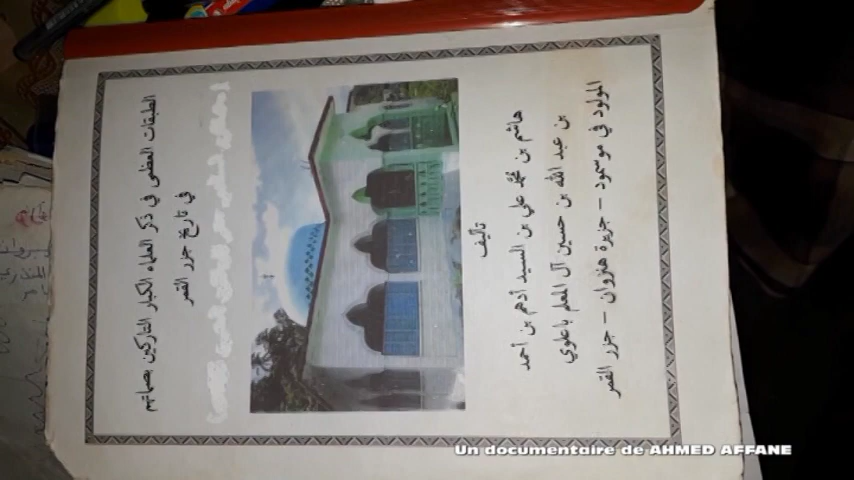 الطبقات العظمى في ذكر العلماء الكبار التاركين بصماتهم
في تاريخ جزر القمر
تأليف
هاشم بن محمد علي بن السيد أدهم بن أحمد
بن عبد الله بن حسين آل المعلم باعلوي
المولود في موسمود - جزيرة هنزوان - جزر القمر
Un documentaire de AHMED AFFANE